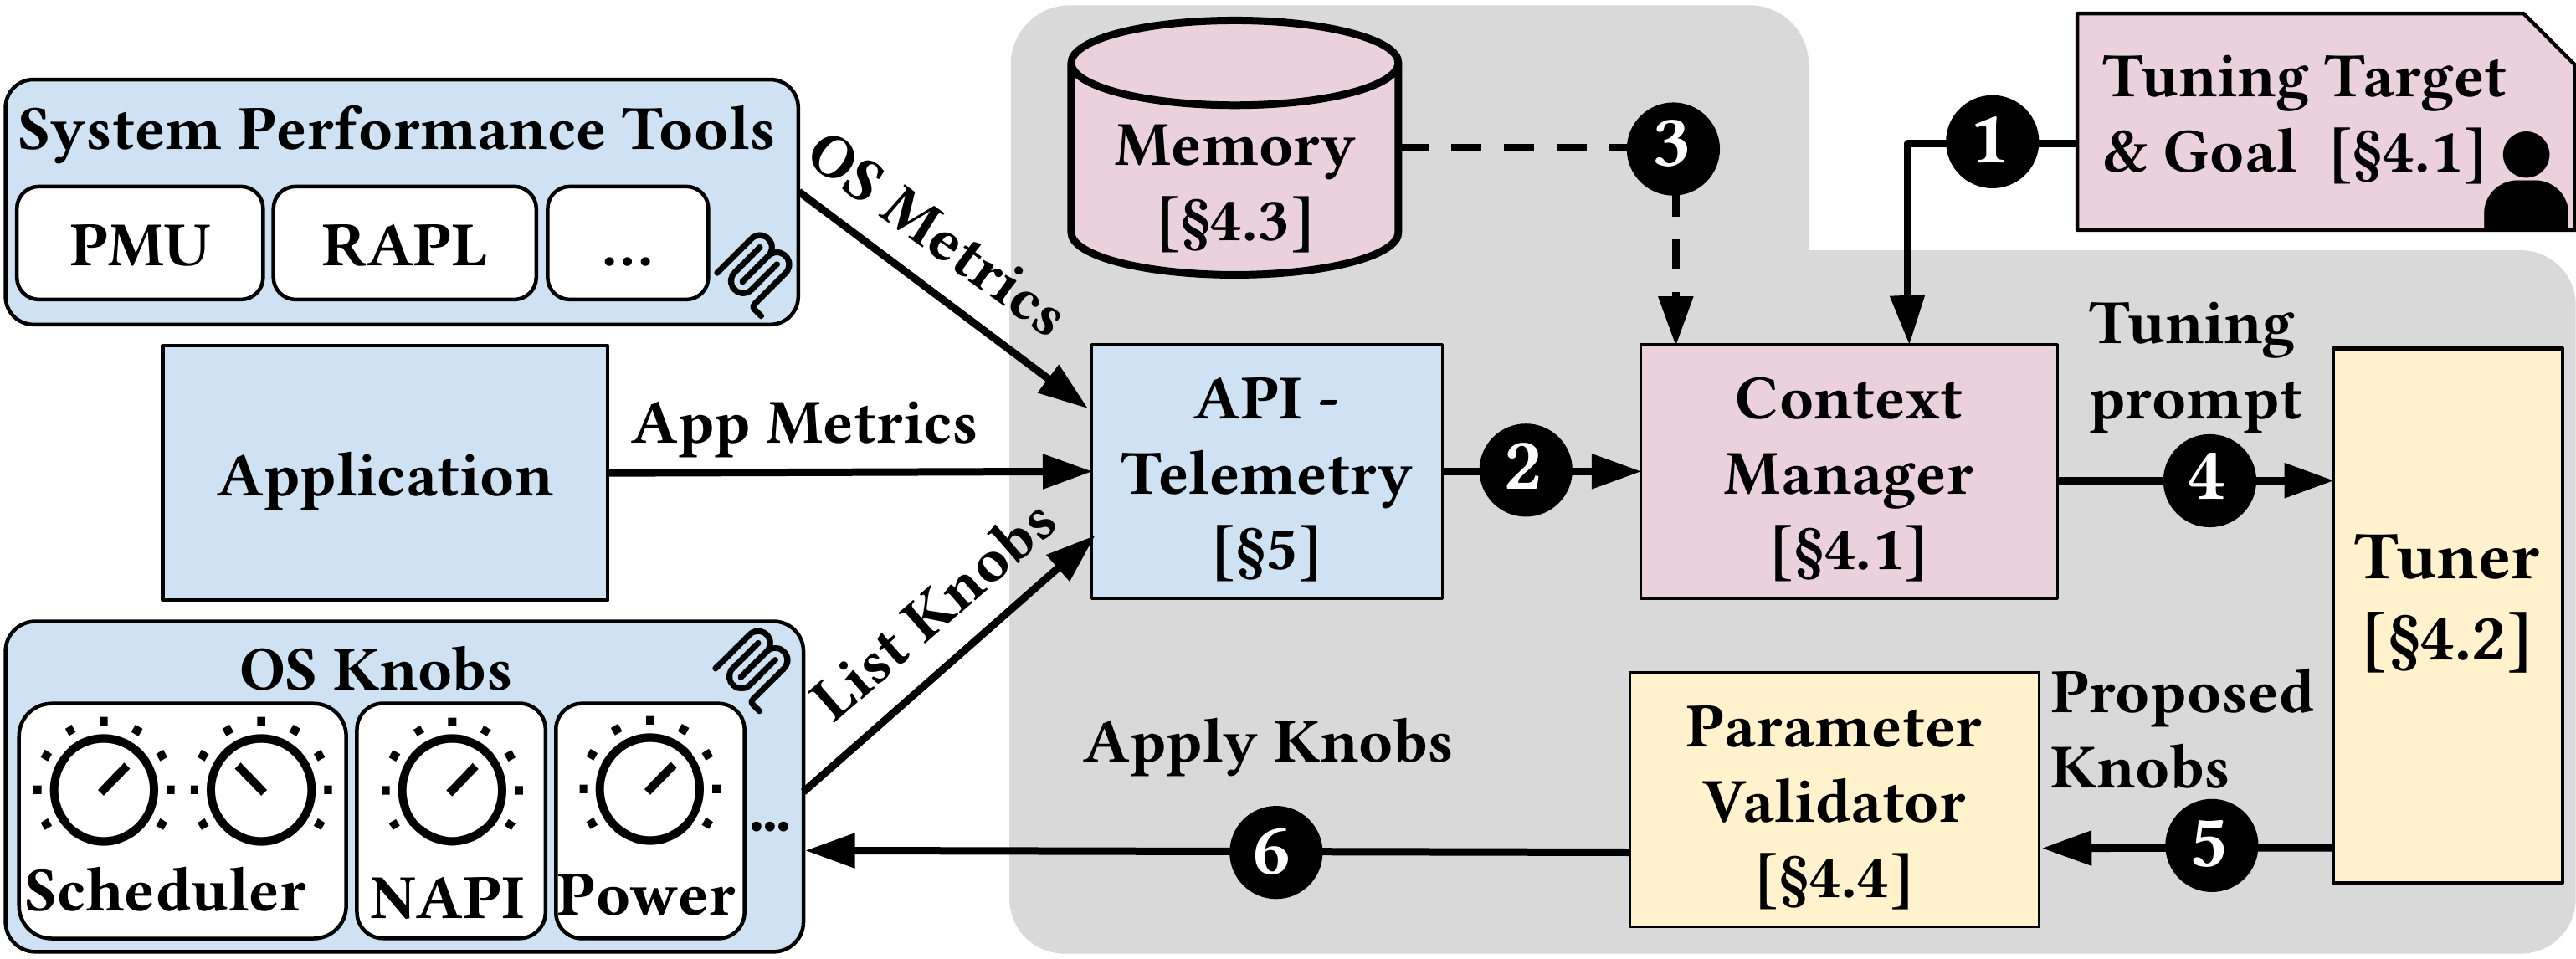 System Performance Tools
PMU
RAPL
...
OS Metrics
Memory
[§4.3]
3
1
Tuning Target
& Goal [§4.1]
Application
App Metrics
API -
Telemetry
[§5]
2
Context
Manager
[§4.1]
Tuning
prompt
4
Tuner
[§4.2]
OS Knobs
Scheduler
NAPI
Power
...
List Knobs
Apply Knobs
6
Parameter
Validator
[§4.4]
Proposed
Knobs
5